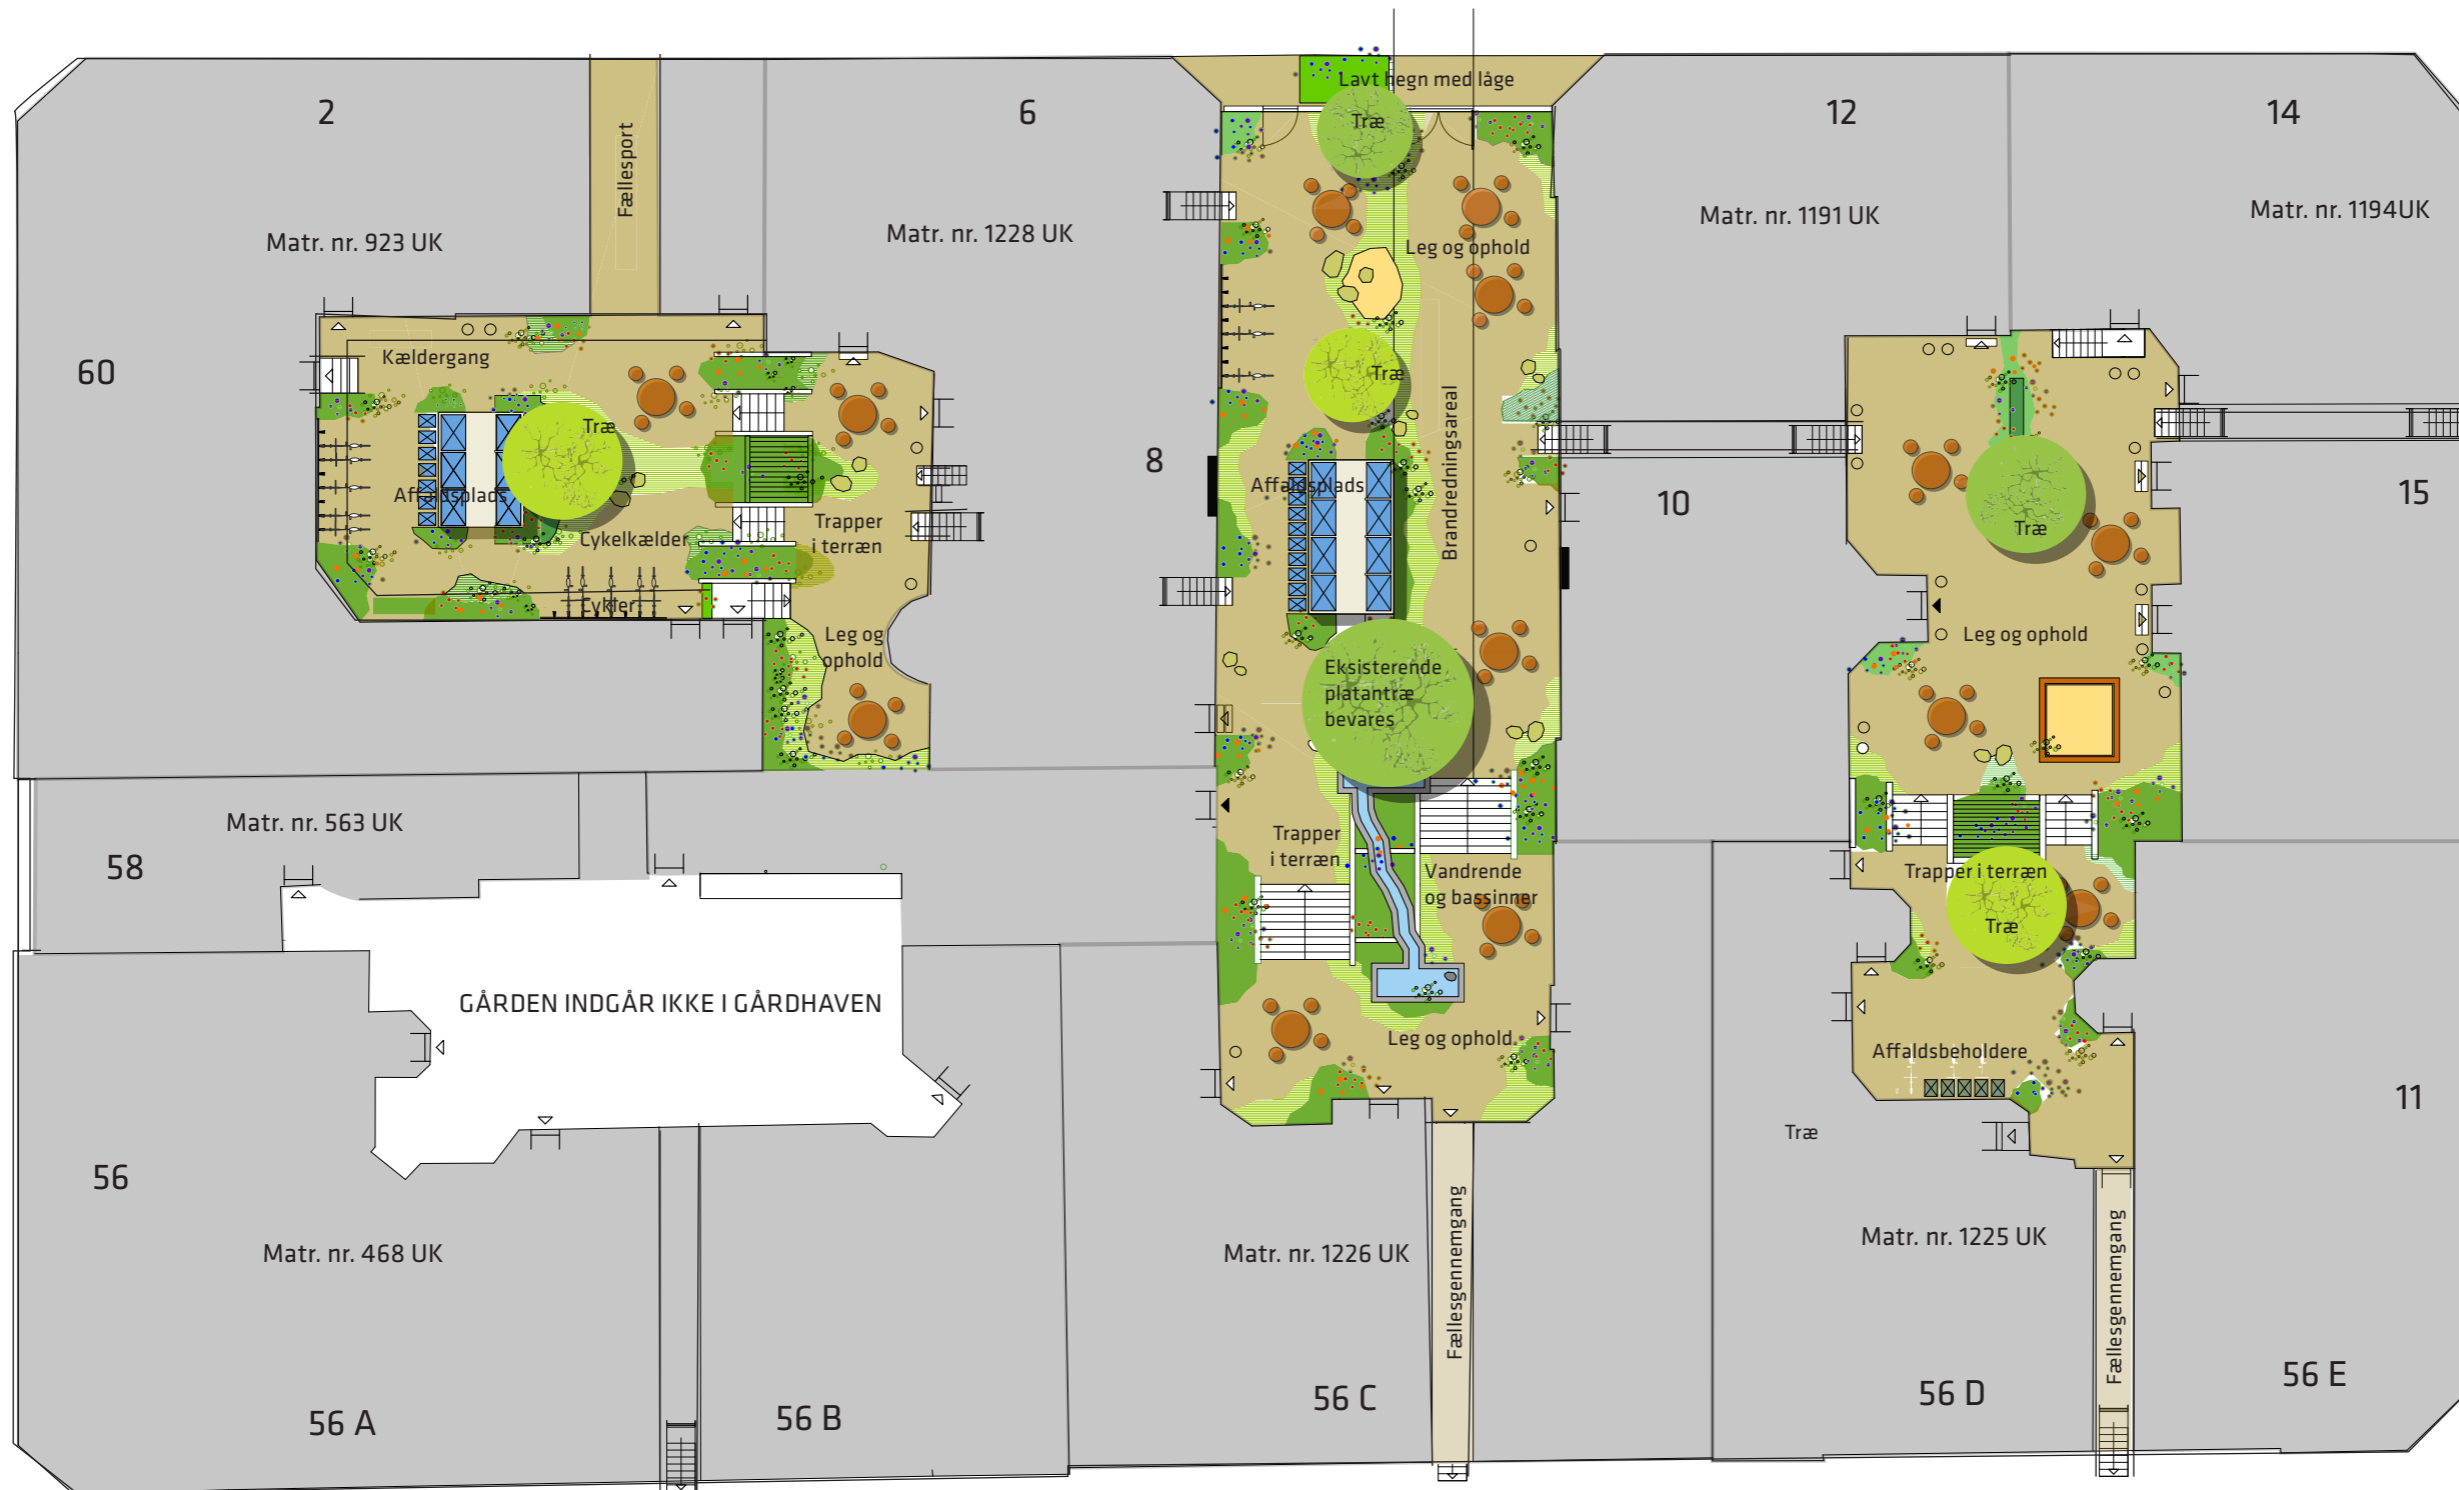 Lavt hegn med låge
2
6
12
14
Træ
Fællesport
Matr. nr. 923 UK
Matr. nr. 1228 UK
Matr. nr. 1191 UK
Matr. nr. 1194UK
Leg og ophold
Kældergang
60
Træ
Træ
Brandredningsareal
8
Affaldsplads
Affaldsplads
10
15
Trapper
i terræn
Cykelkælder
Træ
Cykler
Leg og
ophold
Leg og ophold
Eksisterende
platantræ
bevares
Matr. nr. 563 UK
58
Trapper
i terræn
Vandrende
og bassinner
Trapper i terræn
Træ
GÅRDEN INDGÅR IKKE I GÅRDHAVEN
Leg og ophold
Affaldsbeholdere
11
Træ
56
Matr. nr. 468 UK
Matr. nr. 1226 UK
Fællesgennemgang
Matr. nr. 1225 UK
Fællesgennemgang
56 A
56 B
56 C
56 D
56 E